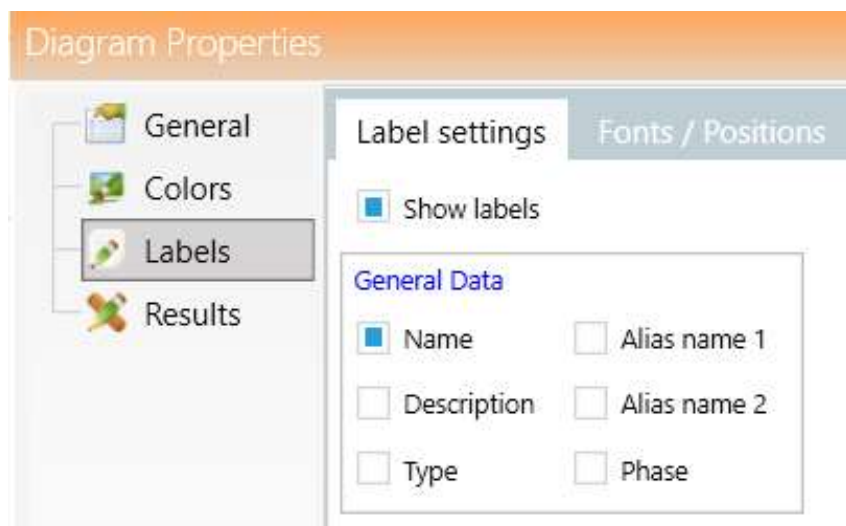 Diagram Properties
General
Colors
Labels
Results
Label settings
Fonts / Positions
Show labels
General Data
Name
Alias name 1
Description
Alias name 2
Type
Phase